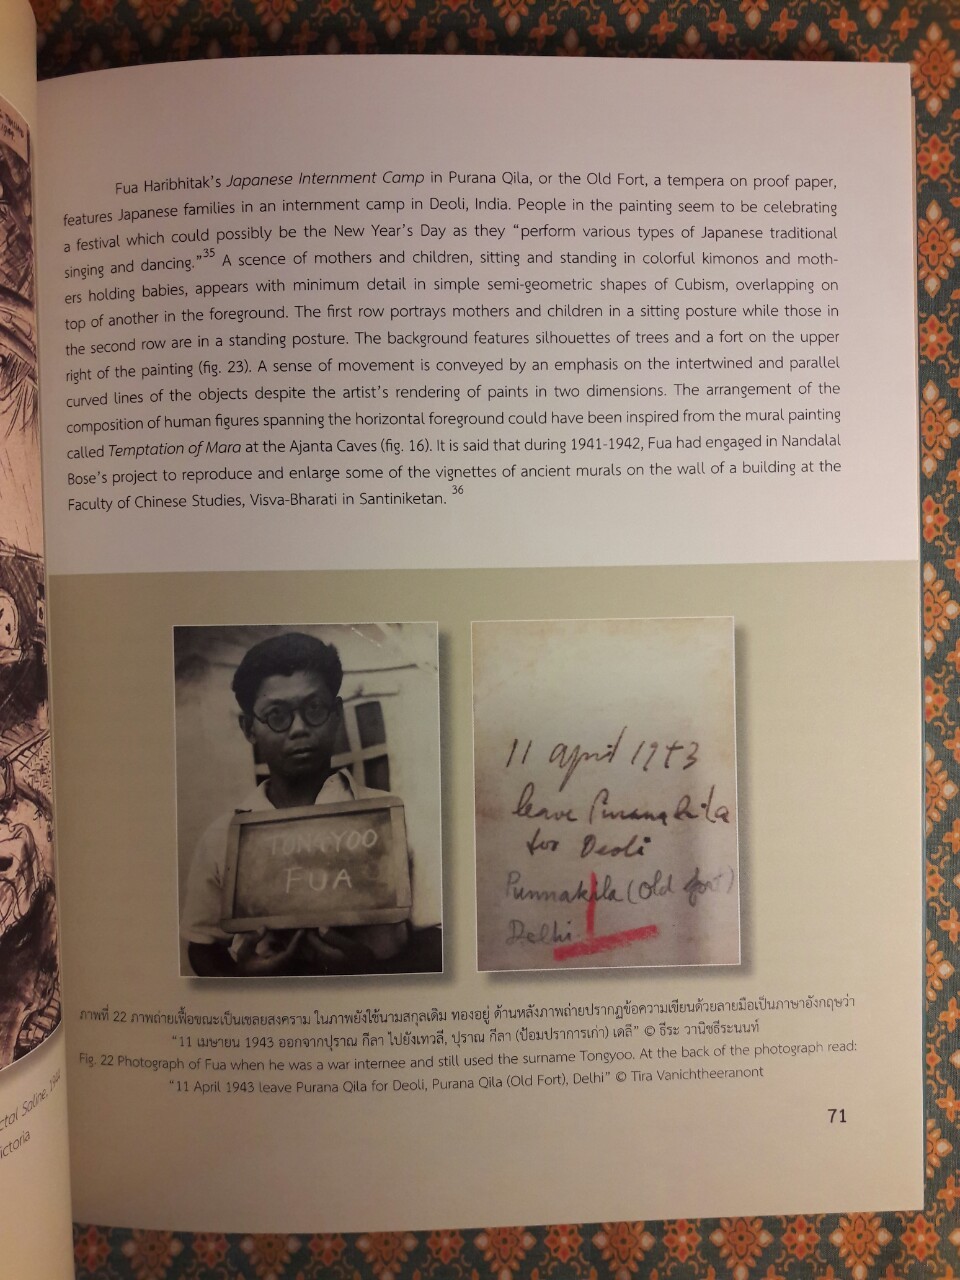 Fua Haribhitak's Japanese Internment Camp in Purana Qila, or the Old Fort, a tempera on proof paper,
features Japanese families in an internment camp in Deoli, India. People in the painting seem to be celebrating
a festival which could possibly be the New Year's Day as they “perform various types of Japanese traditional
singing and dancing.”35 A scence of mothers and children, sitting and standing in colorful kimonos and moth-
ers holding babies, appears with minimum detail in simple semi-geometric shapes of Cubism, overlapping on
top of another in the foreground. The first row portrays mothers and children in a sitting posture while those in
the second row are in a standing posture. The background features silhouettes of trees and a fort on the upper
right of the painting (fig. 23). A sense of movement is conveyed by an emphasis on the intertwined and parallel
curved lines of the objects despite the artist's rendering of paints in two dimensions. The arrangement of the
composition of human figures spanning the horizontal foreground could have been inspired from the mural painting
called Temptation of Mara at the Ajanta Caves (fig. 16). It is said that during 1941-1942, Fua had engaged in Nandalal
Bose's project to reproduce and enlarge some of the vignettes of ancient murals on the wall of a building at the
Faculty of Chinese Studies, Visva-Bharati in Santiniketan. 36
TONGYOO
FUA
11 april 1943
leave Purana kila
for Deoli
Punnakila (old fort)
Delhi
ภาพที่ 22 ภาพถ่ายเฟื้อขณะเป็นเชลยสงคราม ในภาพยังใช้นามสกุลเดิม ทองอยู่ ด้านหลังภาพถ่ายปรากฏข้อความเขียนด้วยลายมือเป็นภาษาอังกฤษว่า
“11 เมษายน 1943 ออกจากปุราณ กีลา ไปยังเทวลี, ปุราณ กีลา (ป้อมปราการเก่า) เดลี” © ธีระ วานิชธีระนนท์
Fig. 22 Photograph of Fua when he was a war internee and still used the surname Tongyoo. At the back of the photograph read:
“11 April 1943 leave Purana Qila for Deoli, Purana Qila (Old Fort), Delhi” © Tira Vanichtheeranont
71
ctal Saline, 1944
ictoria